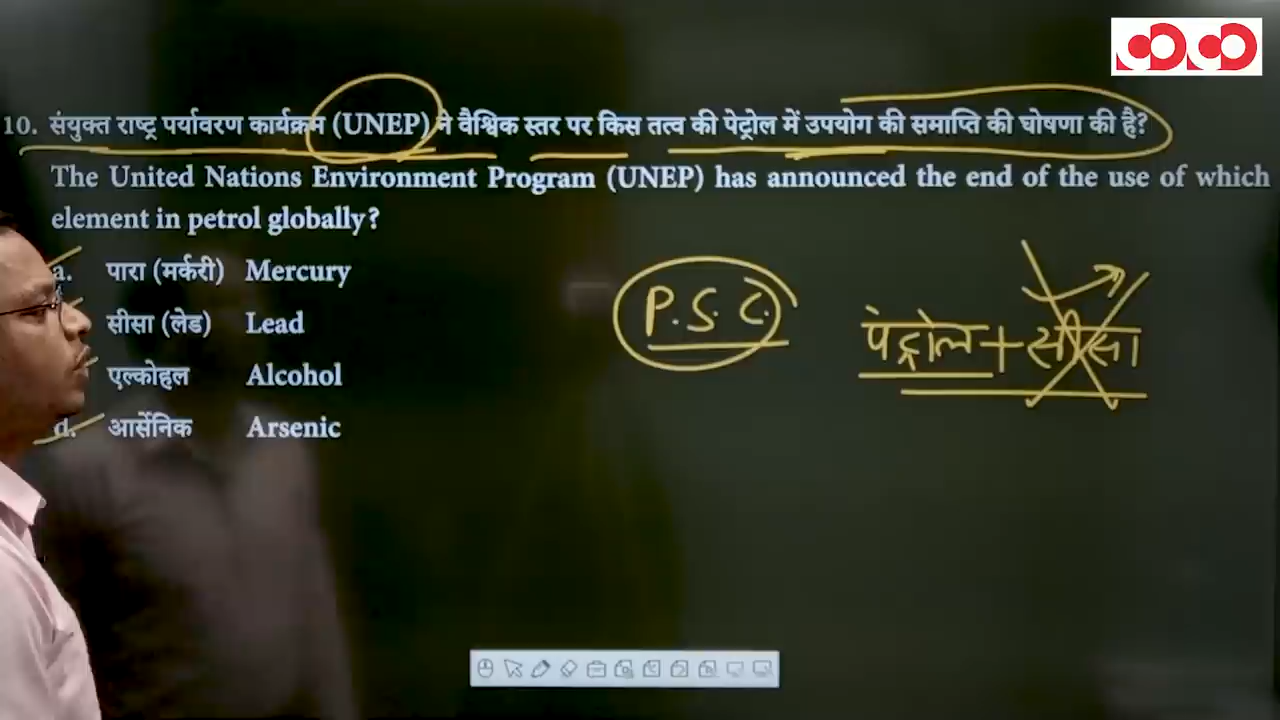 10. संयुक्त राष्ट्र पर्यावरण कार्यक्रम (UNEP) ने वैश्विक स्तर पर किस तत्व की पेट्रोल में उपयोग की समाप्ति की घोषणा की है?
The United Nations Environment Program (UNEP) has announced the end of the use of which
element in petrol globally?
a. पारा (मर्करी) Mercury
सीसा (लेड) Lead
एल्कोहल Alcohol
d. आर्सेनिक Arsenic
P.S.C.
पेट्रोल + सीसा